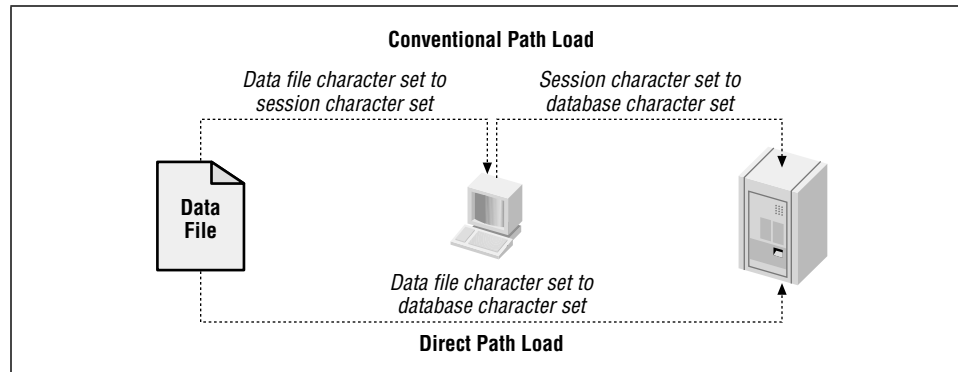 Conventional Path Load
Data file character set to
session character set
Session character set to
database character set
Data
File
Data file character set to
database character set
Direct Path Load